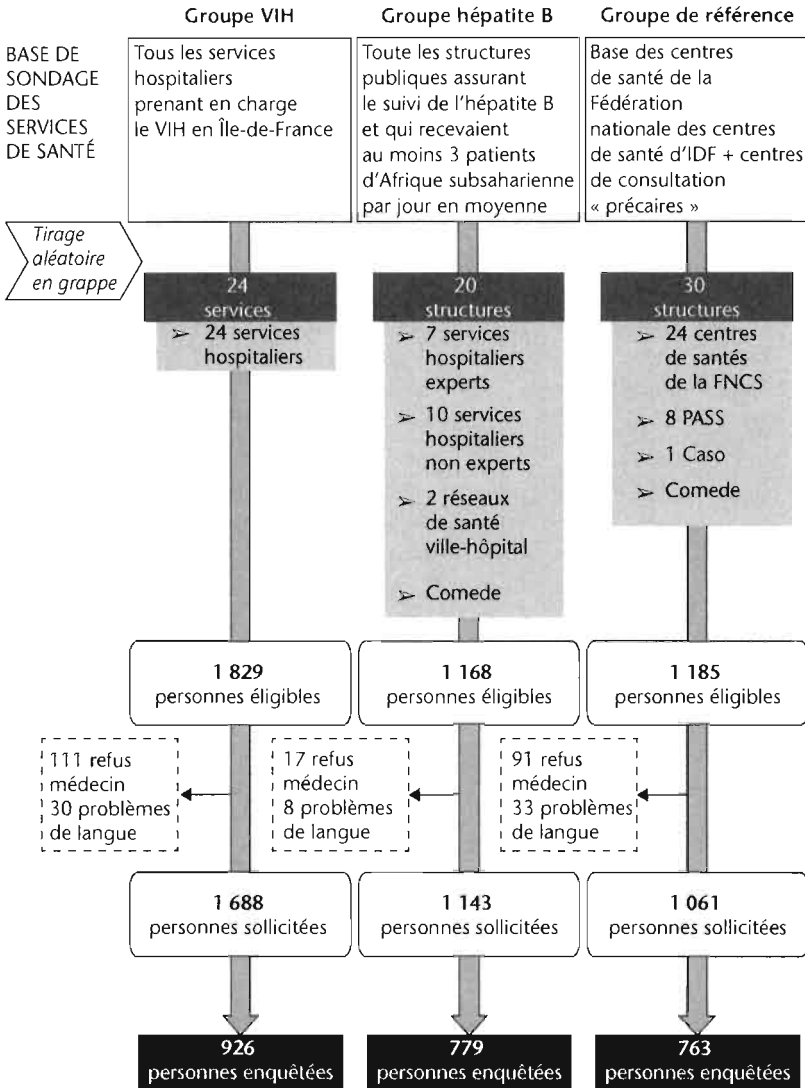 Groupe VIH
Groupe hépatite B
Groupe de référence
BASE DE
SONDAGE
DES
SERVICES
DE SANTÉ
Tous les services
hospitaliers
prenant en charge
le VIH en Île-de-France
Toute les structures
publiques assurant
le suivi de l'hépatite B
et qui recevaient
au moins 3 patients
d'Afrique subsaharienne
par jour en moyenne
Base des centres
de santé de la
Fédération
nationale des centres
de santé d'IDF + centres
de consultation
« précaires »
Tirage
aléatoire
en grappe
24
services
➢ 24 services
hospitaliers
20
structures
➢ 7 services
hospitaliers
experts
➢ 10 services
hospitaliers
non experts
➢ 2 réseaux
de santé
ville-hôpital
➢ Comede
30
structures
➢ 24 centres
de santés
de la FNCS
➢ 8 PASS
➢ 1 Caso
➢ Comede
1 829
personnes éligibles
1 168
personnes éligibles
1 185
personnes éligibles
111 refus
médecin
30 problèmes
de langue
17 refus
médecin
8 problèmes
de langue
91 refus
médecin
33 problèmes
de langue
1 688
personnes sollicitées
1 143
personnes sollicitées
1 061
personnes sollicitées
926
personnes enquêtées
779
personnes enquêtées
763
personnes enquêtées